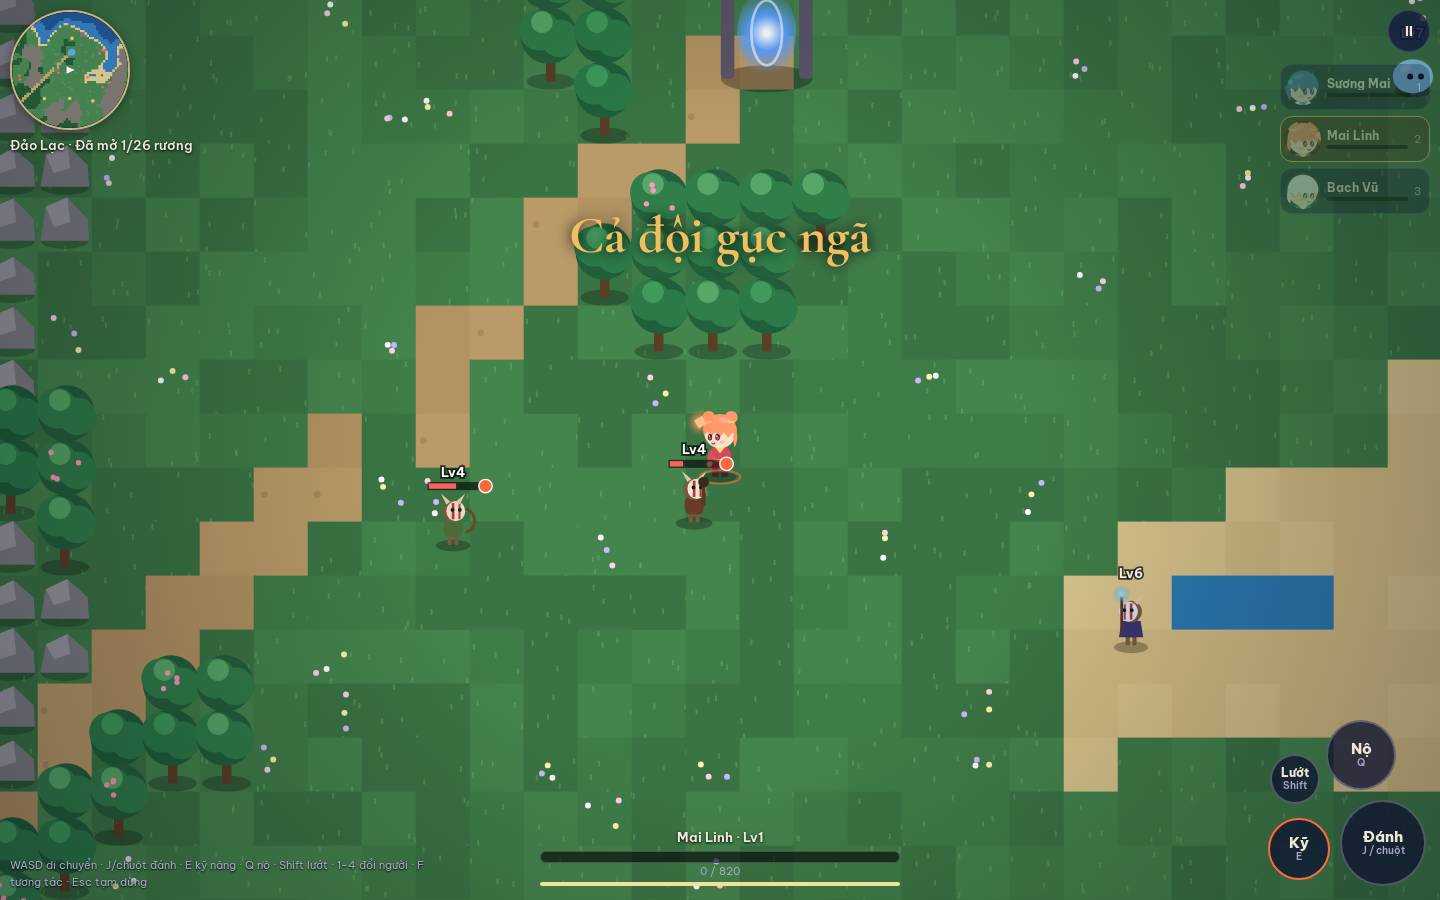 Sương Mai 1
Đảo Lạc · Đã mở 1/26 rương
Mai Linh 2
Bạch Vũ 3
Cả đội gục ngã
Lv4
Lv4
Lv6
Nộ
Q
Lướt
Shift
Kỹ
E
Đánh
J / chuột
Mai Linh · Lv1
0 / 820
WASD di chuyển · J/chuột đánh · E kỹ năng · Q nộ · Shift lướt · 1–4 đổi người · F
tương tác · Esc tạm dừng